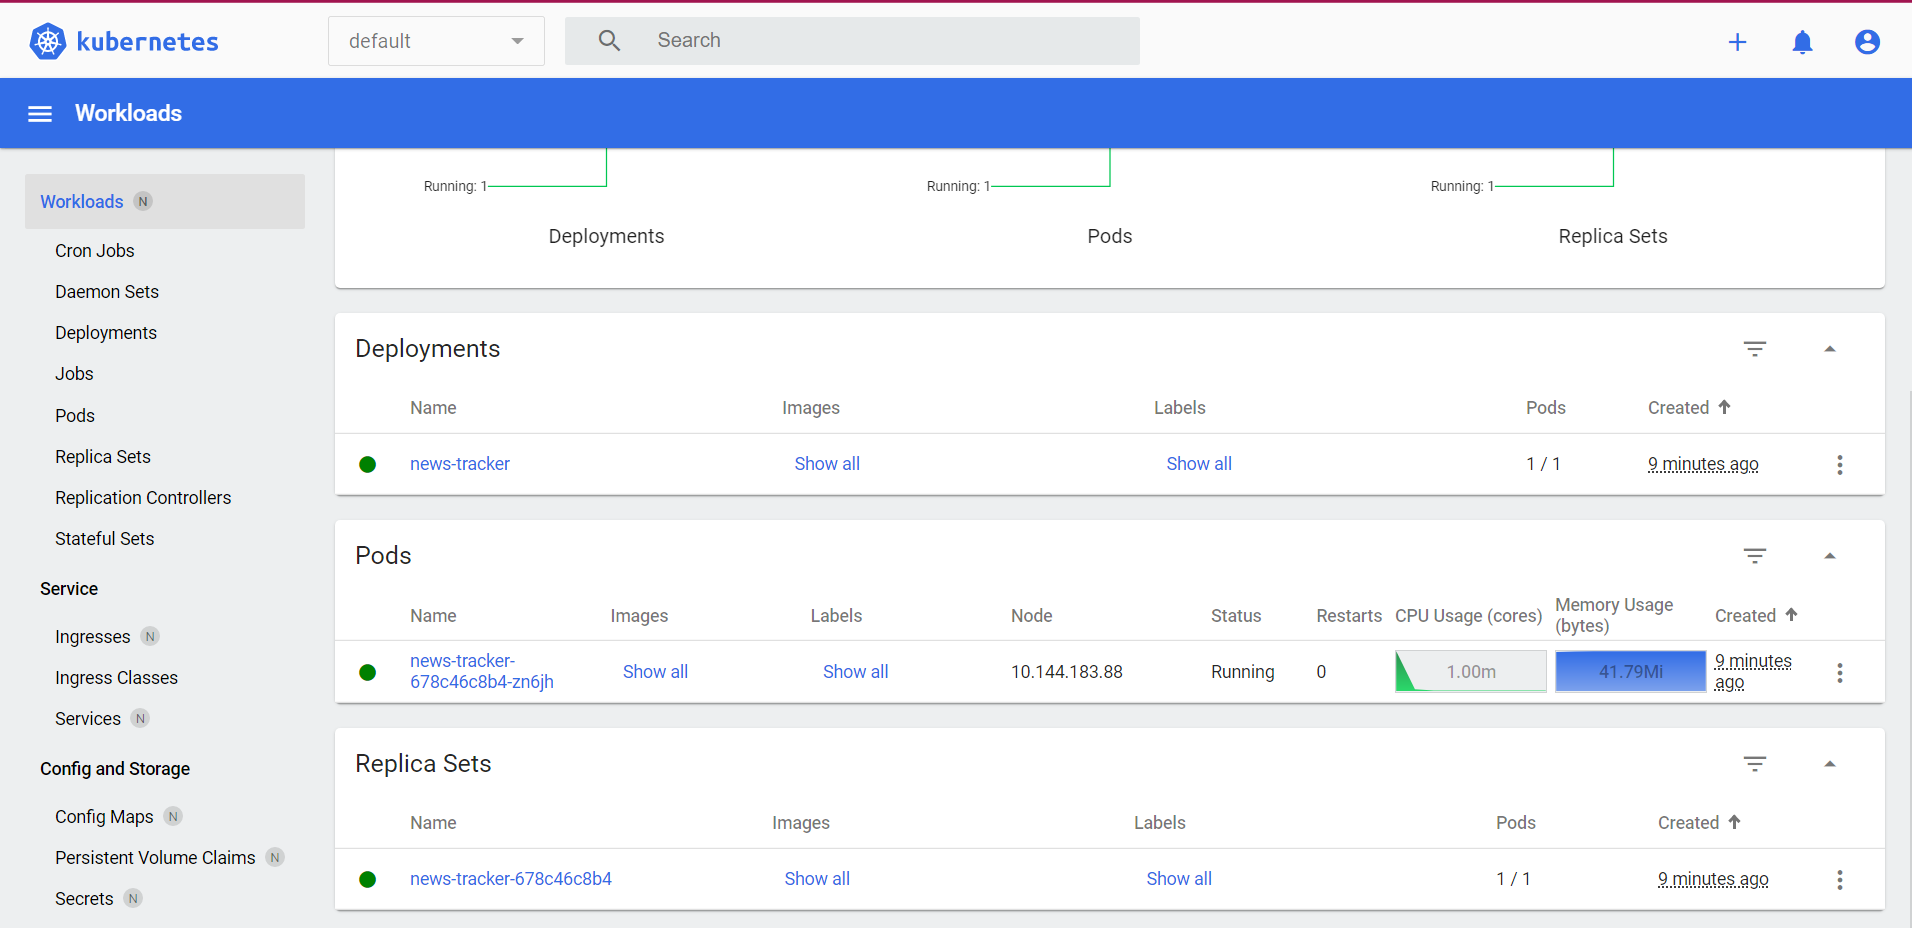 kubernetes
default
Search
Workloads
Workloads N
Cron Jobs
Daemon Sets
Deployments
Jobs
Pods
Replica Sets
Replication Controllers
Stateful Sets
Service
Ingresses N
Ingress Classes
Services N
Config and Storage
Config Maps N
Persistent Volume Claims N
Secrets N
Running: 1 Running: 1 Running: 1
Deployments Pods Replica Sets
Deployments
Name Images Labels Pods Created
news-tracker Show all Show all 1 / 1 9 minutes ago
Pods
Name Images Labels Node Status Restarts CPU Usage (cores) Memory Usage
(bytes) Created
news-tracker-
678c46c8b4-zn6jh Show all Show all 10.144.183.88 Running 0 1.00m 41.79Mi 9 minutes
ago
Replica Sets
Name Images Labels Pods Created
news-tracker-678c46c8b4 Show all Show all 1 / 1 9 minutes ago